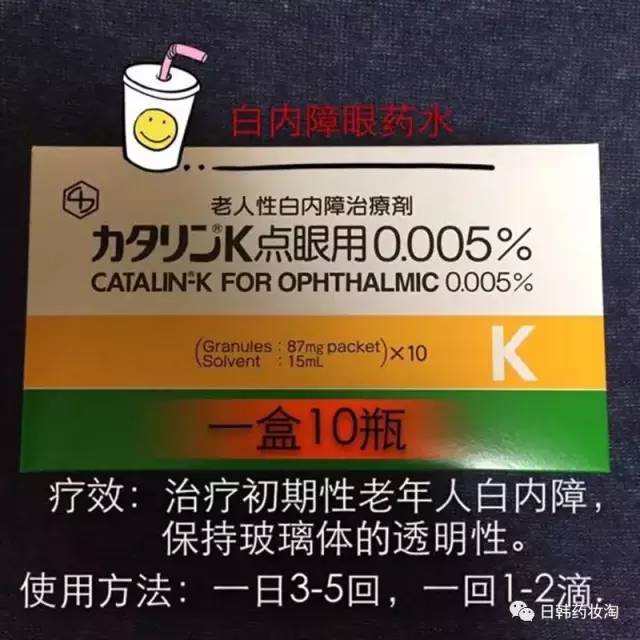 白内障眼药水
老人性白内障治療剤
カタリン®K点眼用0.005%
CATALIN®-K FOR OPHTHALMIC 0.005%
(Granules : 87mg packet
Solvent : 15mL) ×10
K
一盒10瓶
疗效：治疗初期性老年人白内障，
保持玻璃体的透明性。
使用方法：一日3-5回，一回1-2滴.
日韩药妆淘